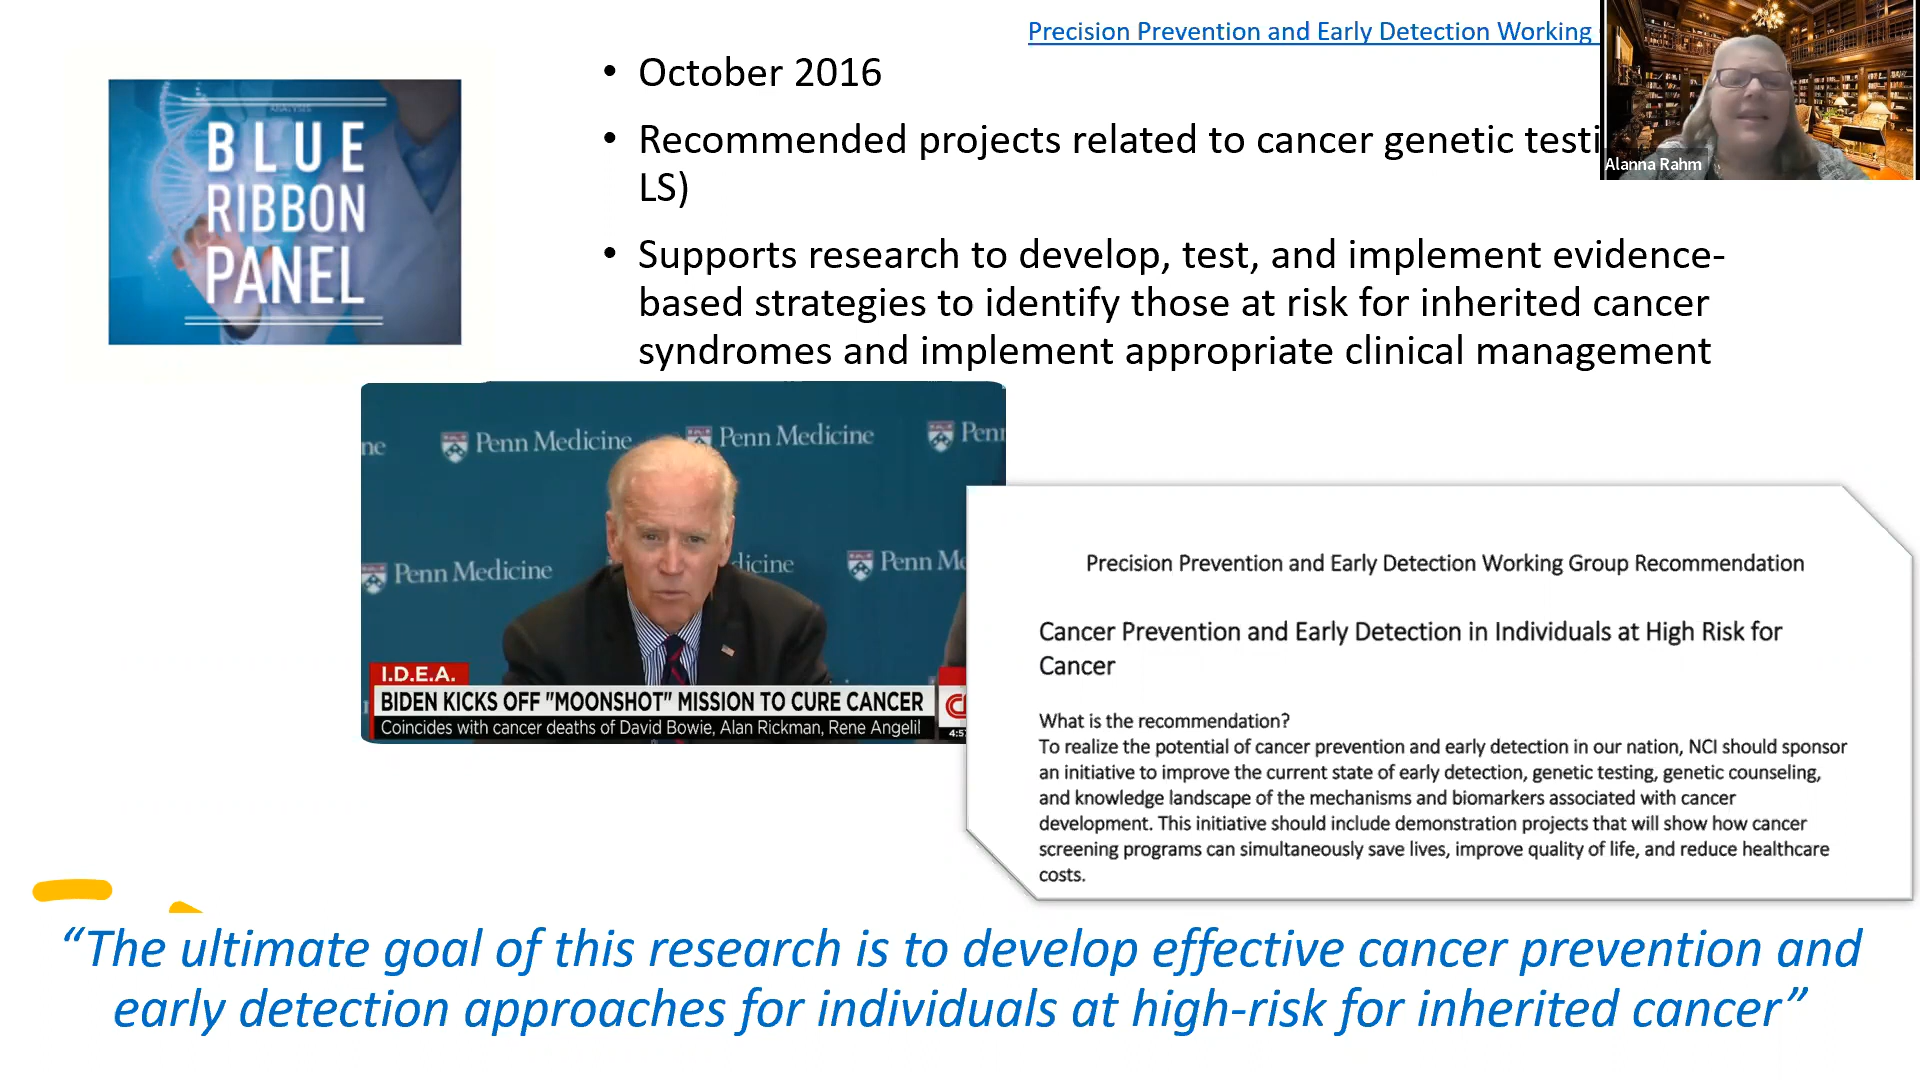 Precision Prevention and Early Detection Working
• October 2016
• Recommended projects related to cancer genetic testi
LS)
• Supports research to develop, test, and implement evidence-
based strategies to identify those at risk for inherited cancer
syndromes and implement appropriate clinical management
Alanna Rahm
ANALYSIS
BLUE
RIBBON
PANEL
ne Penn Medicine Penn Medicine Penn
Penn Medicine dicine Penn Me
I.D.E.A.
BIDEN KICKS OFF "MOONSHOT" MISSION TO CURE CANCER
Coincides with cancer deaths of David Bowie, Alan Rickman, Rene Angelil
4:57
Precision Prevention and Early Detection Working Group Recommendation
Cancer Prevention and Early Detection in Individuals at High Risk for
Cancer
What is the recommendation?
To realize the potential of cancer prevention and early detection in our nation, NCI should sponsor
an initiative to improve the current state of early detection, genetic testing, genetic counseling,
and knowledge landscape of the mechanisms and biomarkers associated with cancer
development. This initiative should include demonstration projects that will show how cancer
screening programs can simultaneously save lives, improve quality of life, and reduce healthcare
costs.
“The ultimate goal of this research is to develop effective cancer prevention and
early detection approaches for individuals at high-risk for inherited cancer”